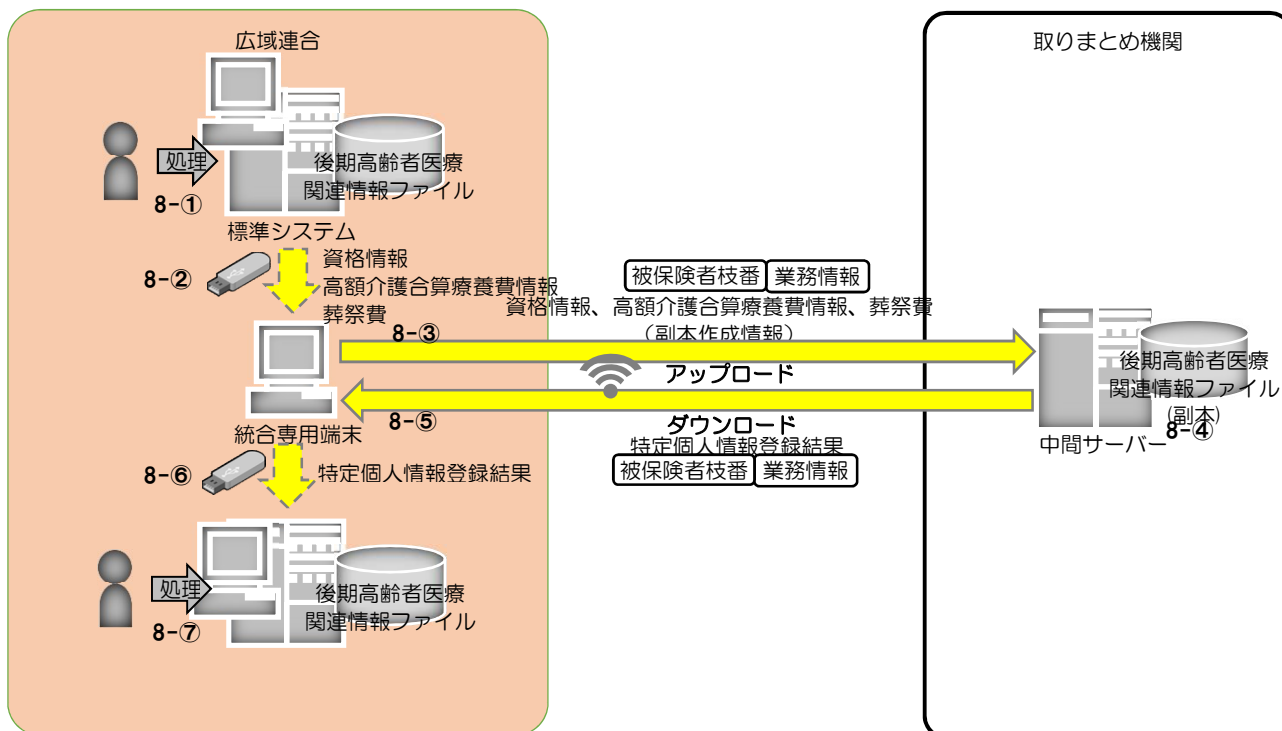 広域連合
取りまとめ機関
処理
8-①
後期高齢者医療
関連情報ファイル
標準システム
8-②
資格情報
高額介護合算療養費情報
葬祭費
被保険者枝番 業務情報
資格情報、高額介護合算療養費情報、葬祭費
(副本作成情報)
8-③
アップロード
後期高齢者医療
関連情報ファイル
(副本)
8-④
中間サーバー
8-⑤
ダウンロード
特定個人情報登録結果
被保険者枝番 業務情報
統合専用端末
8-⑥
特定個人情報登録結果
処理
8-⑦
後期高齢者医療
関連情報ファイル